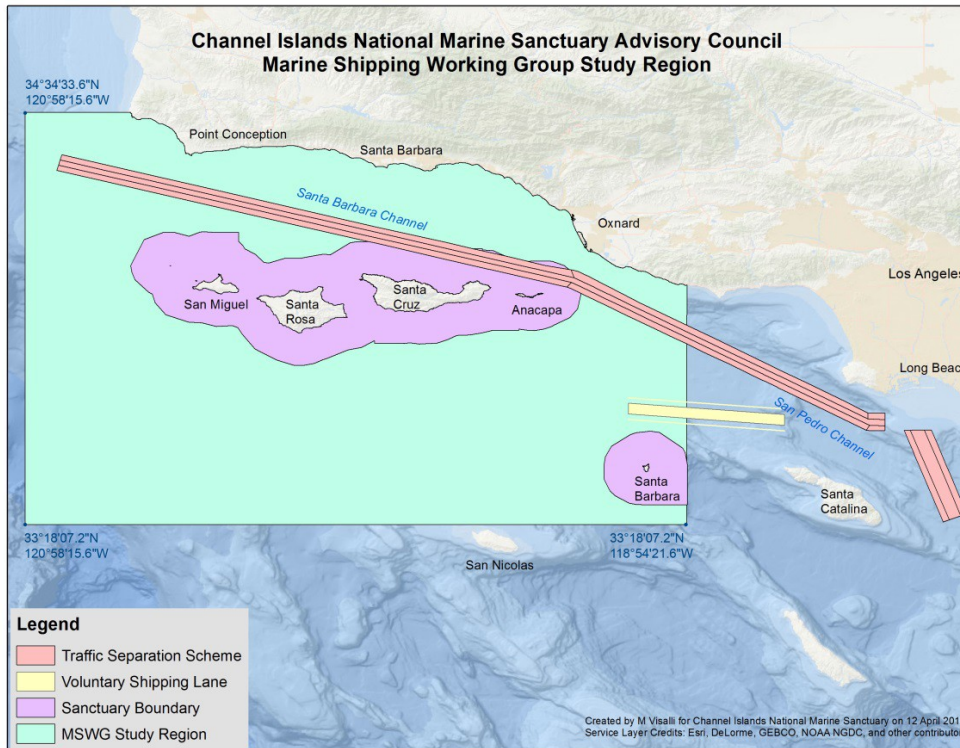 Channel Islands National Marine Sanctuary Advisory Council
Marine Shipping Working Group Study Region
34°34'33.6"N
120°58'15.6"W
Point Conception
Santa Barbara
Santa Barbara Channel
Oxnard
Los Angeles
San Miguel
Santa
Rosa
Santa
Cruz
Anacapa
Long Beac
San Pedro Channel
Santa
Barbara
Santa
Catalina
33°18'07.2"N
120°58'15.6"W
33°18'07.2"N
118°54'21.6"W
San Nicolas
Legend
Traffic Separation Scheme
Voluntary Shipping Lane
Sanctuary Boundary
MSWG Study Region
Created by M Visalli for Channel Islands National Marine Sanctuary on 12 April 201
Service Layer Credits: Esri, DeLorme, GEBCO, NOAA NGDC, and other contributor